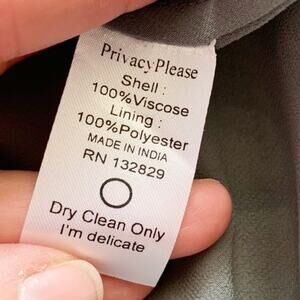 PrivacyPlease
Shell :
100%Viscose
Lining :
100%Polyester
MADE IN INDIA
RN 132829
Dry Clean Only
I'm delicate